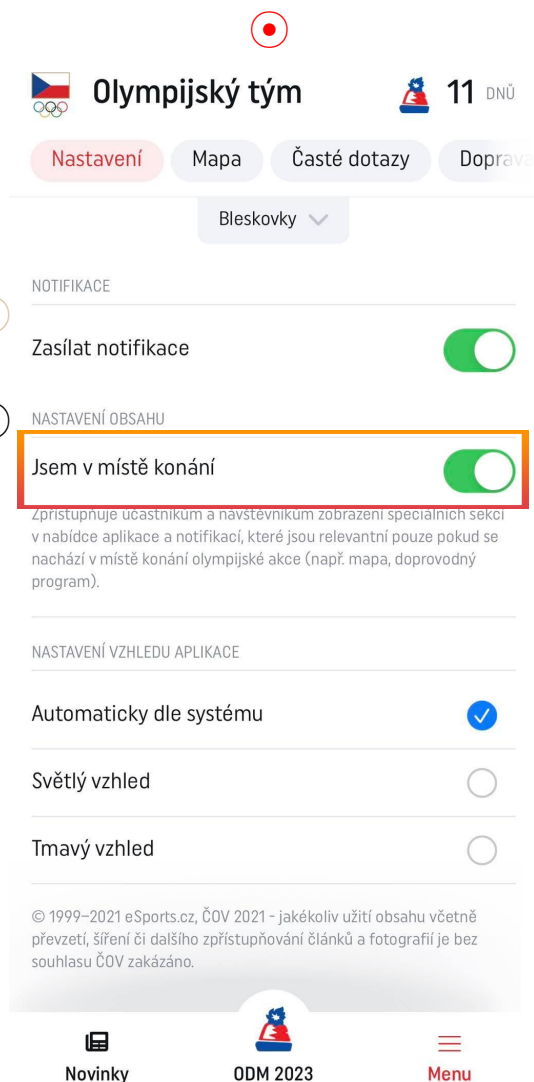 Olympijský tým
11 DNŮ
Nastavení
Mapa
Časté dotazy
Doprava
Bleskovky
NOTIFIKACE
Zasílat notifikace
NASTAVENÍ OBSAHU
Jsem v místě konání
Zpřístupňuje účastníkům a návštěvníkům zobrazení speciálních sekcí
v nabídce aplikace a notifikací, které jsou relevantní pouze pokud se
nachází v místě konání olympijské akce (např. mapa, doprovodný
program).
NASTAVENÍ VZHLEDU APLIKACE
Automaticky dle systému
Světlý vzhled
Tmavý vzhled
© 1999–2021 eSports.cz, ČOV 2021 - jakékoliv užití obsahu včetně
převzetí, šíření či dalšího zpřístupňování článků a fotografií je bez
souhlasu ČOV zakázáno.
Novinky
ODM 2023
Menu